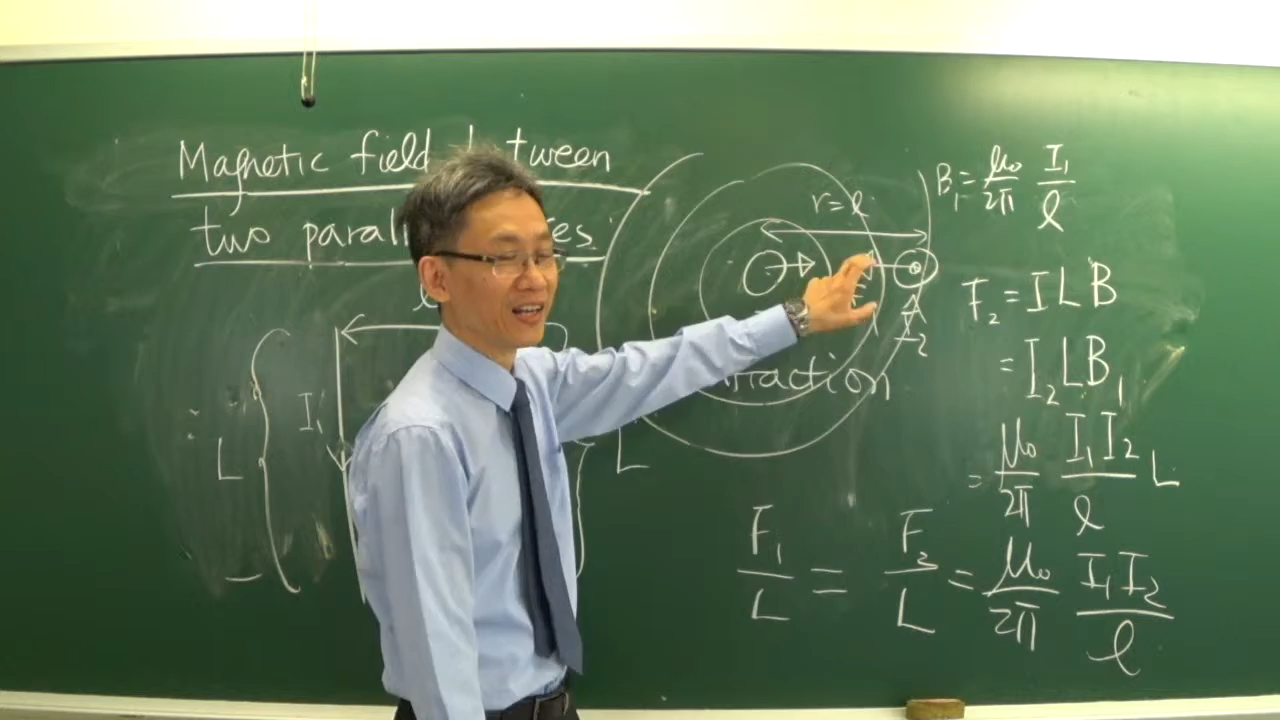 Magnetic field between
two parallel wires
l
L
I₁
L
r=l
F₂
attraction
B₁ = μ₀/2π I₁/l
F₂ = I L B
= I₂ L B₁
= μ₀/2π I₁I₂/l L
F₁/L = F₂/L = μ₀/2π I₁I₂/l